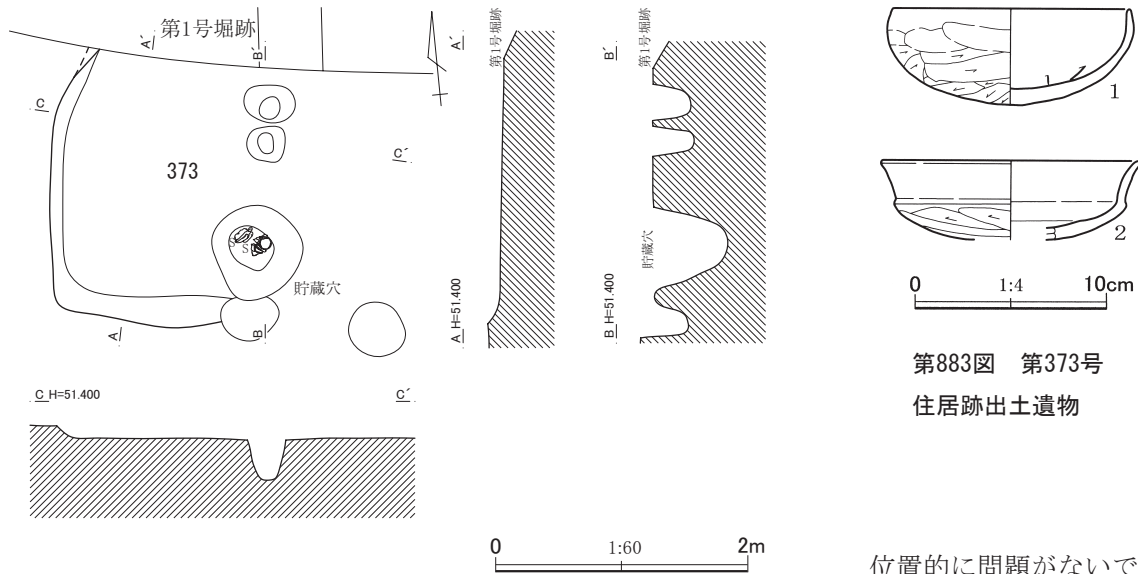 第1号堀跡
A´
B´
C
C´
373
S
S
貯蔵穴
A
B
A´
第1号堀跡
A H=51.400
B´
第1号堀跡
貯蔵穴
B H=51.400
C H=51.400
C´
0 1:60 2m
1
2
0 1:4 10cm
第883図 第373号
住居跡出土遺物
位置的に問題がないで